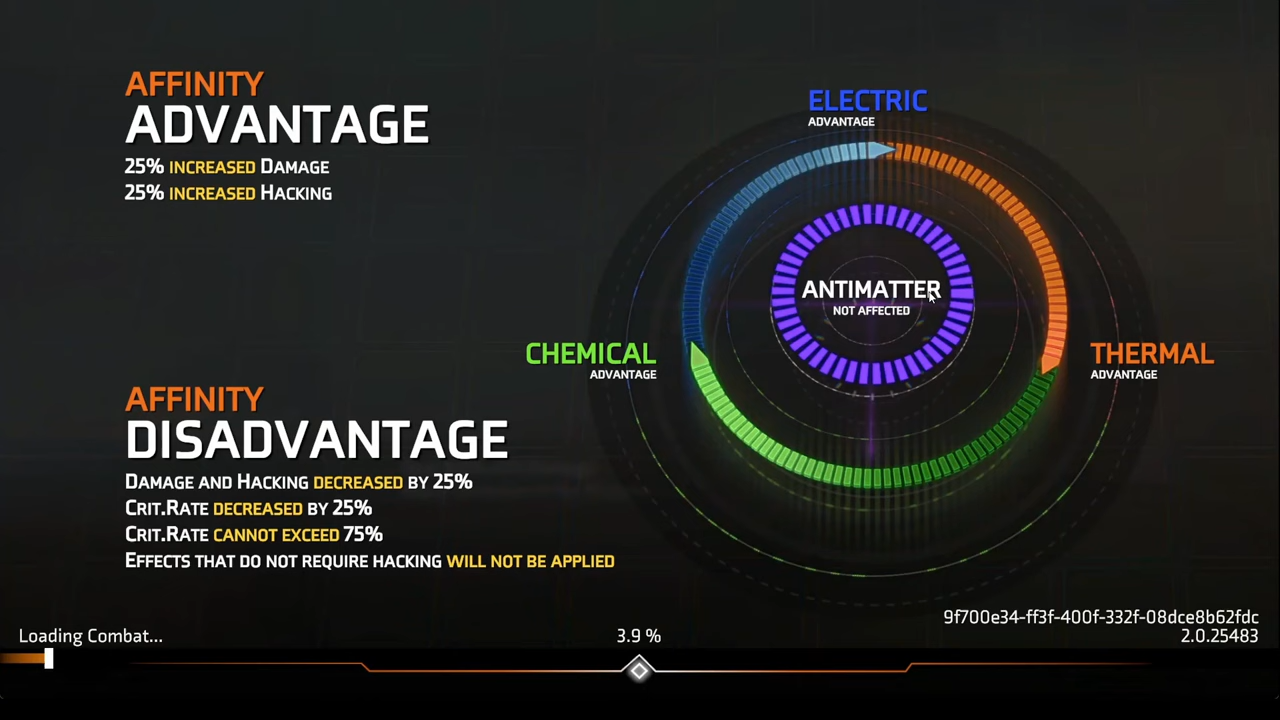 AFFINITY
ADVANTAGE
25% INCREASED DAMAGE
25% INCREASED HACKING
ELECTRIC
ADVANTAGE
ANTIMATTER
NOT AFFECTED
CHEMICAL
ADVANTAGE
THERMAL
ADVANTAGE
AFFINITY
DISADVANTAGE
DAMAGE AND HACKING DECREASED BY 25%
CRIT.RATE DECREASED BY 25%
CRIT.RATE CANNOT EXCEED 75%
EFFECTS THAT DO NOT REQUIRE HACKING WILL NOT BE APPLIED
9f700e34-ff3f-400f-332f-08dce8b62fdc
Loading Combat...
3.9 %
2.0.25483